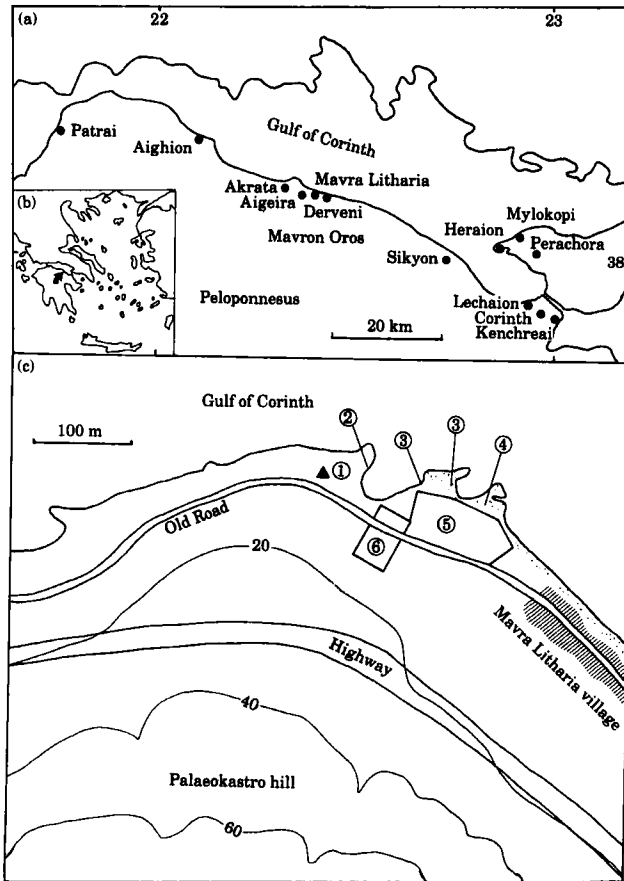 22 23
(a)
Gulf of Corinth
Patrai
Aighion
Akrata Mavra Litharia
Aigeira
Derveni
Mavron Oros
Mylokopi
Heraion
Perachora
Sikyon
38
(b)
Peloponnesus
Lechaion
Corinth
Kenchreai
20 km
(c)
Gulf of Corinth
100 m
2 3 3 4
1
5
6
Old Road
20
Highway
Mavra Litharia village
40
Palaeokastro hill
60